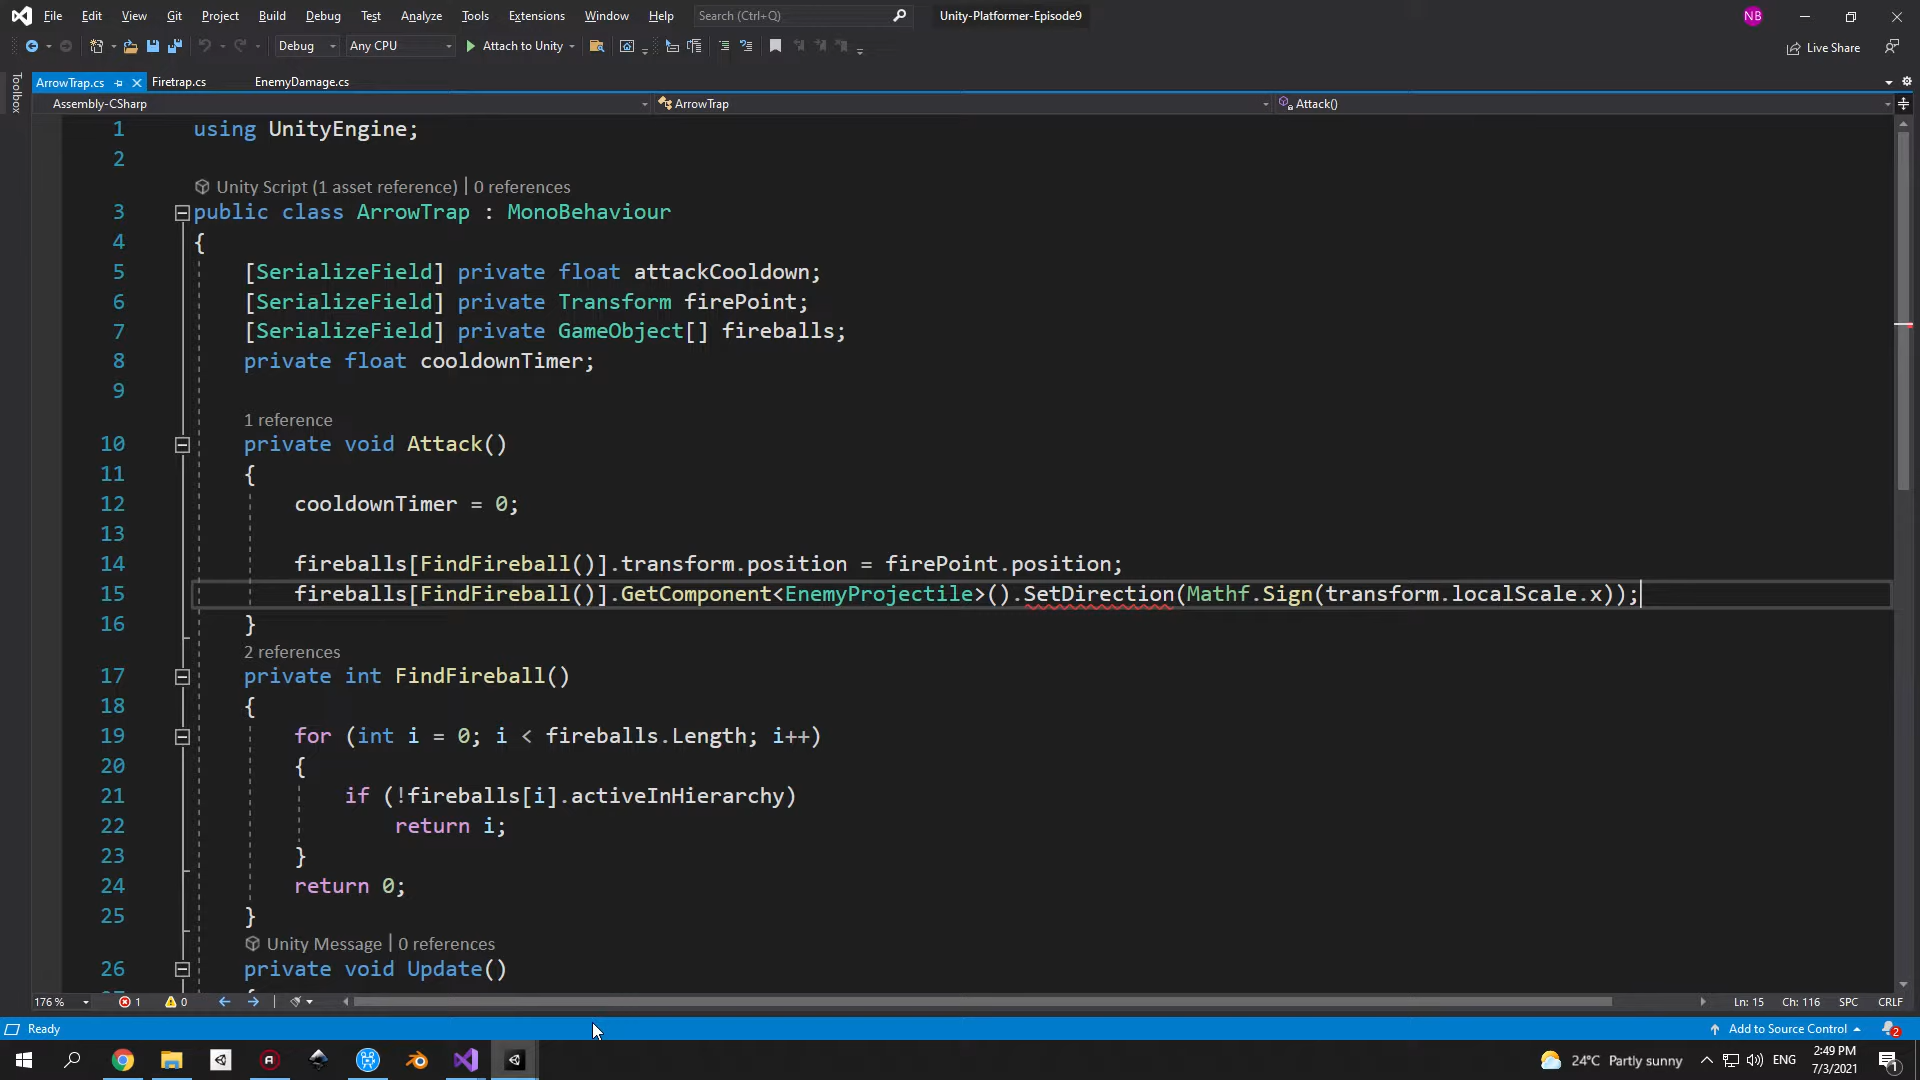 File Edit View Git Project Build Debug Test Analyze Tools Extensions Window Help Search (Ctrl+Q) Unity-Platformer-Episode9 NB
Debug Any CPU Attach to Unity Live Share
Toolbox
ArrowTrap.cs Firetrap.cs EnemyDamage.cs
Assembly-CSharp ArrowTrap Attack()
1 using UnityEngine;
2
Unity Script (1 asset reference) | 0 references
3 public class ArrowTrap : MonoBehaviour
4 {
5 [SerializeField] private float attackCooldown;
6 [SerializeField] private Transform firePoint;
7 [SerializeField] private GameObject[] fireballs;
8 private float cooldownTimer;
9
1 reference
10 private void Attack()
11 {
12 cooldownTimer = 0;
13
14 fireballs[FindFireball()].transform.position = firePoint.position;
15 fireballs[FindFireball()].GetComponent<EnemyProjectile>().SetDirection(Mathf.Sign(transform.localScale.x));
16 }
2 references
17 private int FindFireball()
18 {
19 for (int i = 0; i < fireballs.Length; i++)
20 {
21 if (!fireballs[i].activeInHierarchy)
22 return i;
23 }
24 return 0;
25 }
Unity Message | 0 references
26 private void Update()
176 % 1 0 Ln: 15 Ch: 116 SPC CRLF
Ready Add to Source Control 2
24°C Partly sunny ENG 2:49 PM
7/3/2021 1